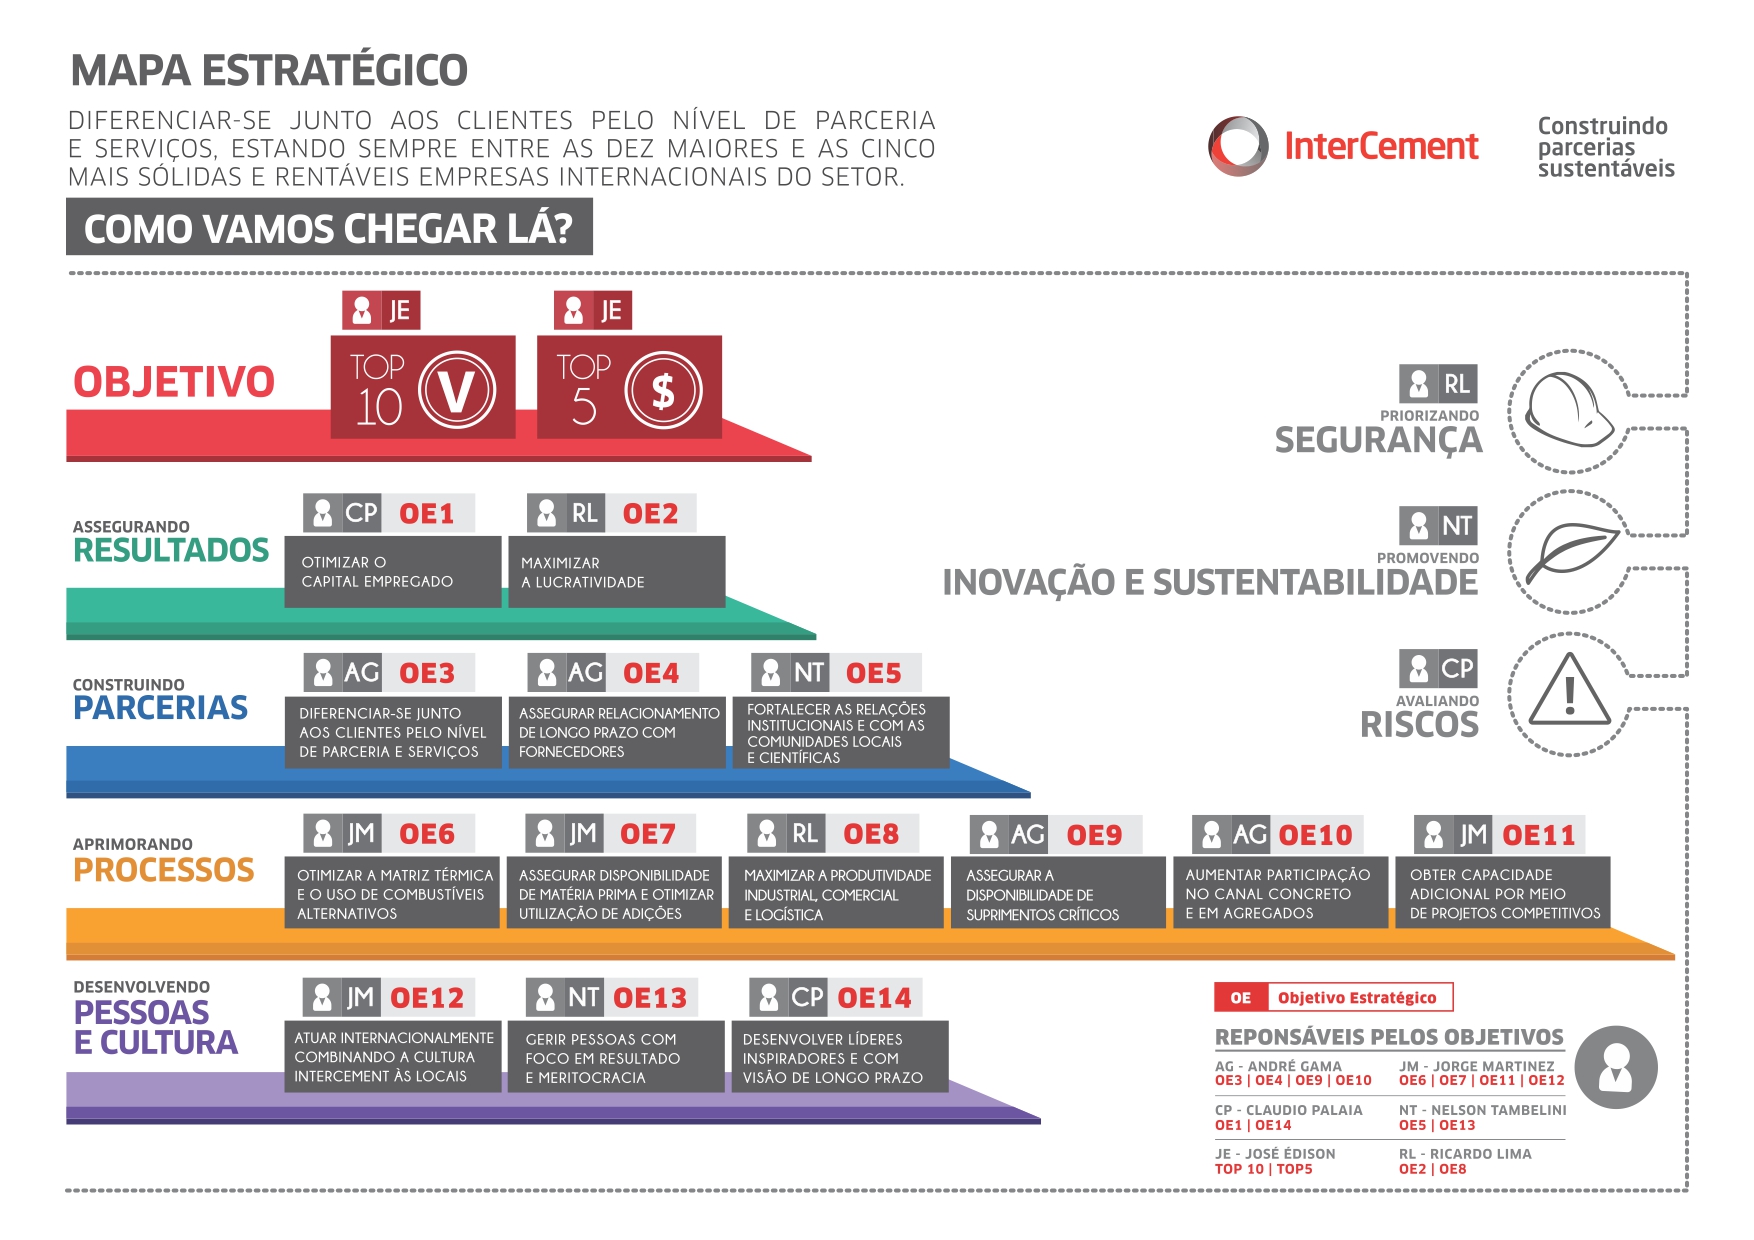 MAPA ESTRATÉGICO
DIFERENCIAR-SE JUNTO AOS CLIENTES PELO NÍVEL DE PARCERIA
E SERVIÇOS, ESTANDO SEMPRE ENTRE AS DEZ MAIORES E AS CINCO
MAIS SÓLIDAS E RENTÁVEIS EMPRESAS INTERNACIONAIS DO SETOR.
InterCement
Construindo
parcerias
sustentáveis
COMO VAMOS CHEGAR LÁ?
OBJETIVO
JE
TOP
10
V
JE
TOP
5
$
RL
PRIORIZANDO
SEGURANÇA
NT
PROMOVENDO
INOVAÇÃO E SUSTENTABILIDADE
CP
AVALIANDO
RISCOS
!
ASSEGURANDO
RESULTADOS
CP OE1
OTIMIZAR O
CAPITAL EMPREGADO
RL OE2
MAXIMIZAR
A LUCRATIVIDADE
CONSTRUINDO
PARCERIAS
AG OE3
DIFERENCIAR-SE JUNTO
AOS CLIENTES PELO NÍVEL
DE PARCERIA E SERVIÇOS
AG OE4
ASSEGURAR RELACIONAMENTO
DE LONGO PRAZO COM
FORNECEDORES
NT OE5
FORTALECER AS RELAÇÕES
INSTITUCIONAIS E COM AS
COMUNIDADES LOCAIS
E CIENTÍFICAS
APRIMORANDO
PROCESSOS
JM OE6
OTIMIZAR A MATRIZ TÉRMICA
E O USO DE COMBUSTÍVEIS
ALTERNATIVOS
JM OE7
ASSEGURAR DISPONIBILIDADE
DE MATÉRIA PRIMA E OTIMIZAR
UTILIZAÇÃO DE ADIÇÕES
RL OE8
MAXIMIZAR A PRODUTIVIDADE
INDUSTRIAL, COMERCIAL
E LOGÍSTICA
AG OE9
ASSEGURAR A
DISPONIBILIDADE DE
SUPRIMENTOS CRÍTICOS
AG OE10
AUMENTAR PARTICIPAÇÃO
NO CANAL CONCRETO
E EM AGREGADOS
JM OE11
OBTER CAPACIDADE
ADICIONAL POR MEIO
DE PROJETOS COMPETITIVOS
DESENVOLVENDO
PESSOAS
E CULTURA
JM OE12
ATUAR INTERNACIONALMENTE
COMBINANDO A CULTURA
INTERCEMENT ÀS LOCAIS
NT OE13
GERIR PESSOAS COM
FOCO EM RESULTADO
E MERITOCRACIA
CP OE14
DESENVOLVER LÍDERES
INSPIRADORES E COM
VISÃO DE LONGO PRAZO
OE Objetivo Estratégico
REPONSÁVEIS PELOS OBJETIVOS
AG - ANDRÉ GAMA
OE3 | OE4 | OE9 | OE10
JM - JORGE MARTINEZ
OE6 | OE7 | OE11 | OE12
CP - CLAUDIO PALAIA
OE1 | OE14
NT - NELSON TAMBELINI
OE5 | OE13
JE - JOSÉ ÉDISON
TOP 10 | TOP5
RL - RICARDO LIMA
OE2 | OE8